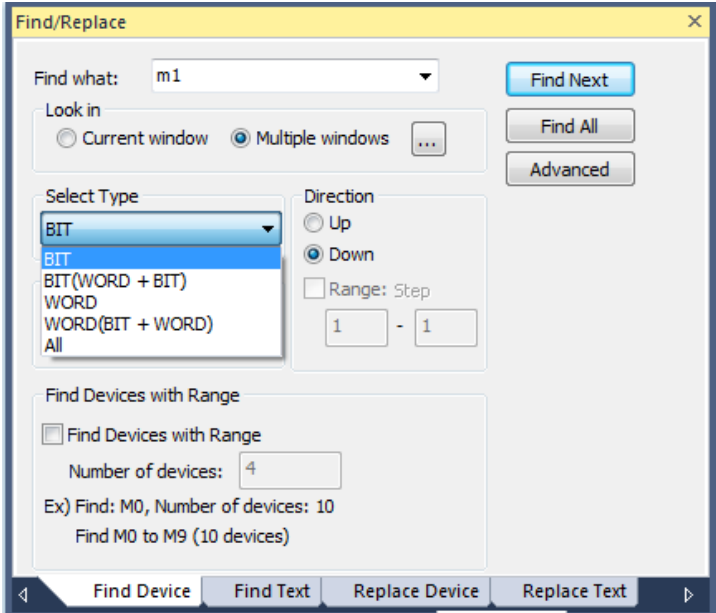 Find/Replace
Find what: m1
Find Next
Look in
Current window Multiple windows ...
Find All
Advanced
Select Type
Direction
BIT
Up
BIT
Down
BIT(WORD + BIT)
WORD
Range: Step
WORD(BIT + WORD)
1 - 1
All
Find Devices with Range
Find Devices with Range
Number of devices: 4
Ex) Find: M0, Number of devices: 10
Find M0 to M9 (10 devices)
Find Device Find Text Replace Device Replace Text